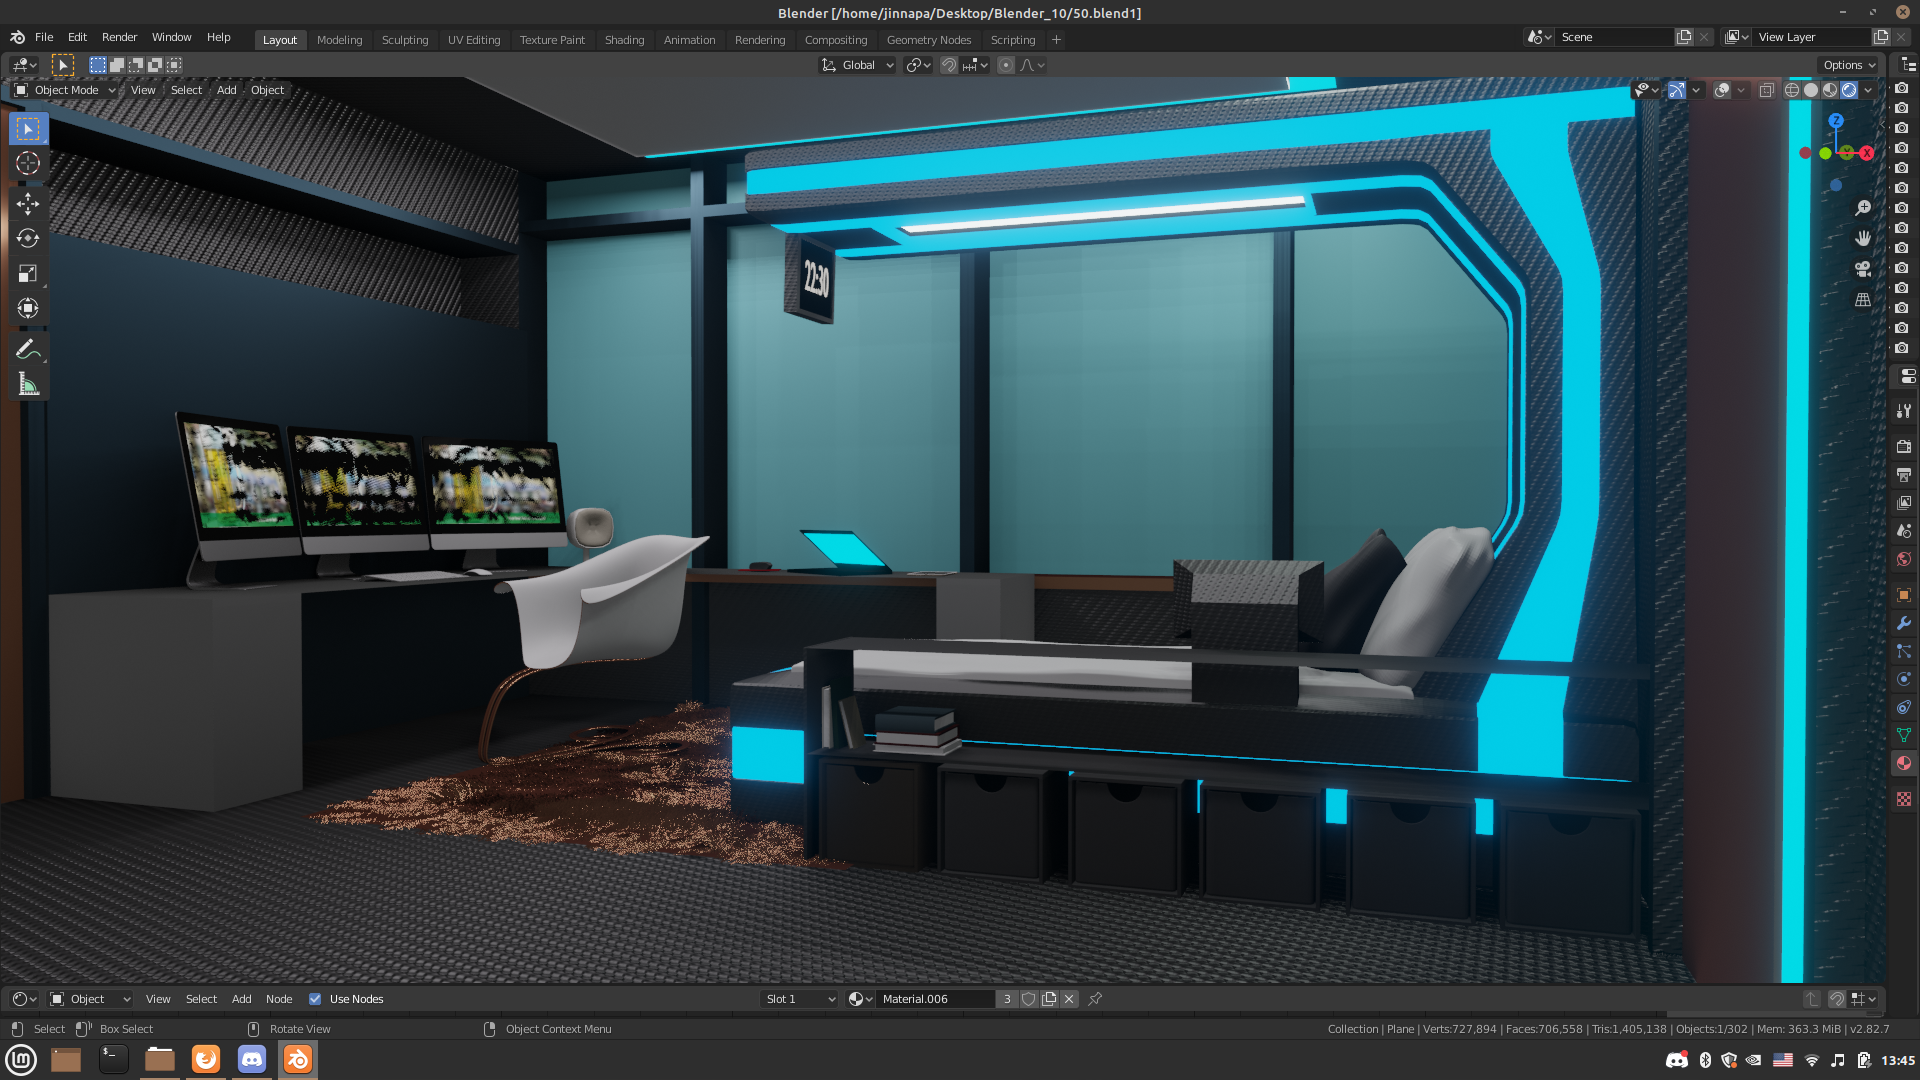 Blender [/home/jinnapa/Desktop/Blender_10/50.blend1]
File Edit Render Window Help Layout Modeling Sculpting UV Editing Texture Paint Shading Animation Rendering Compositing Geometry Nodes Scripting + Scene View Layer
Global Options
Object Mode View Select Add Object
Z
Y X
22:30
Object View Select Add Node Use Nodes Slot 1 Material.006 3
Select Box Select Rotate View Object Context Menu Collection | Plane | Verts:727,894 | Faces:706,558 | Tris:1,405,138 | Objects:1/302 | Mem: 363.3 MiB | v2.82.7
13:45